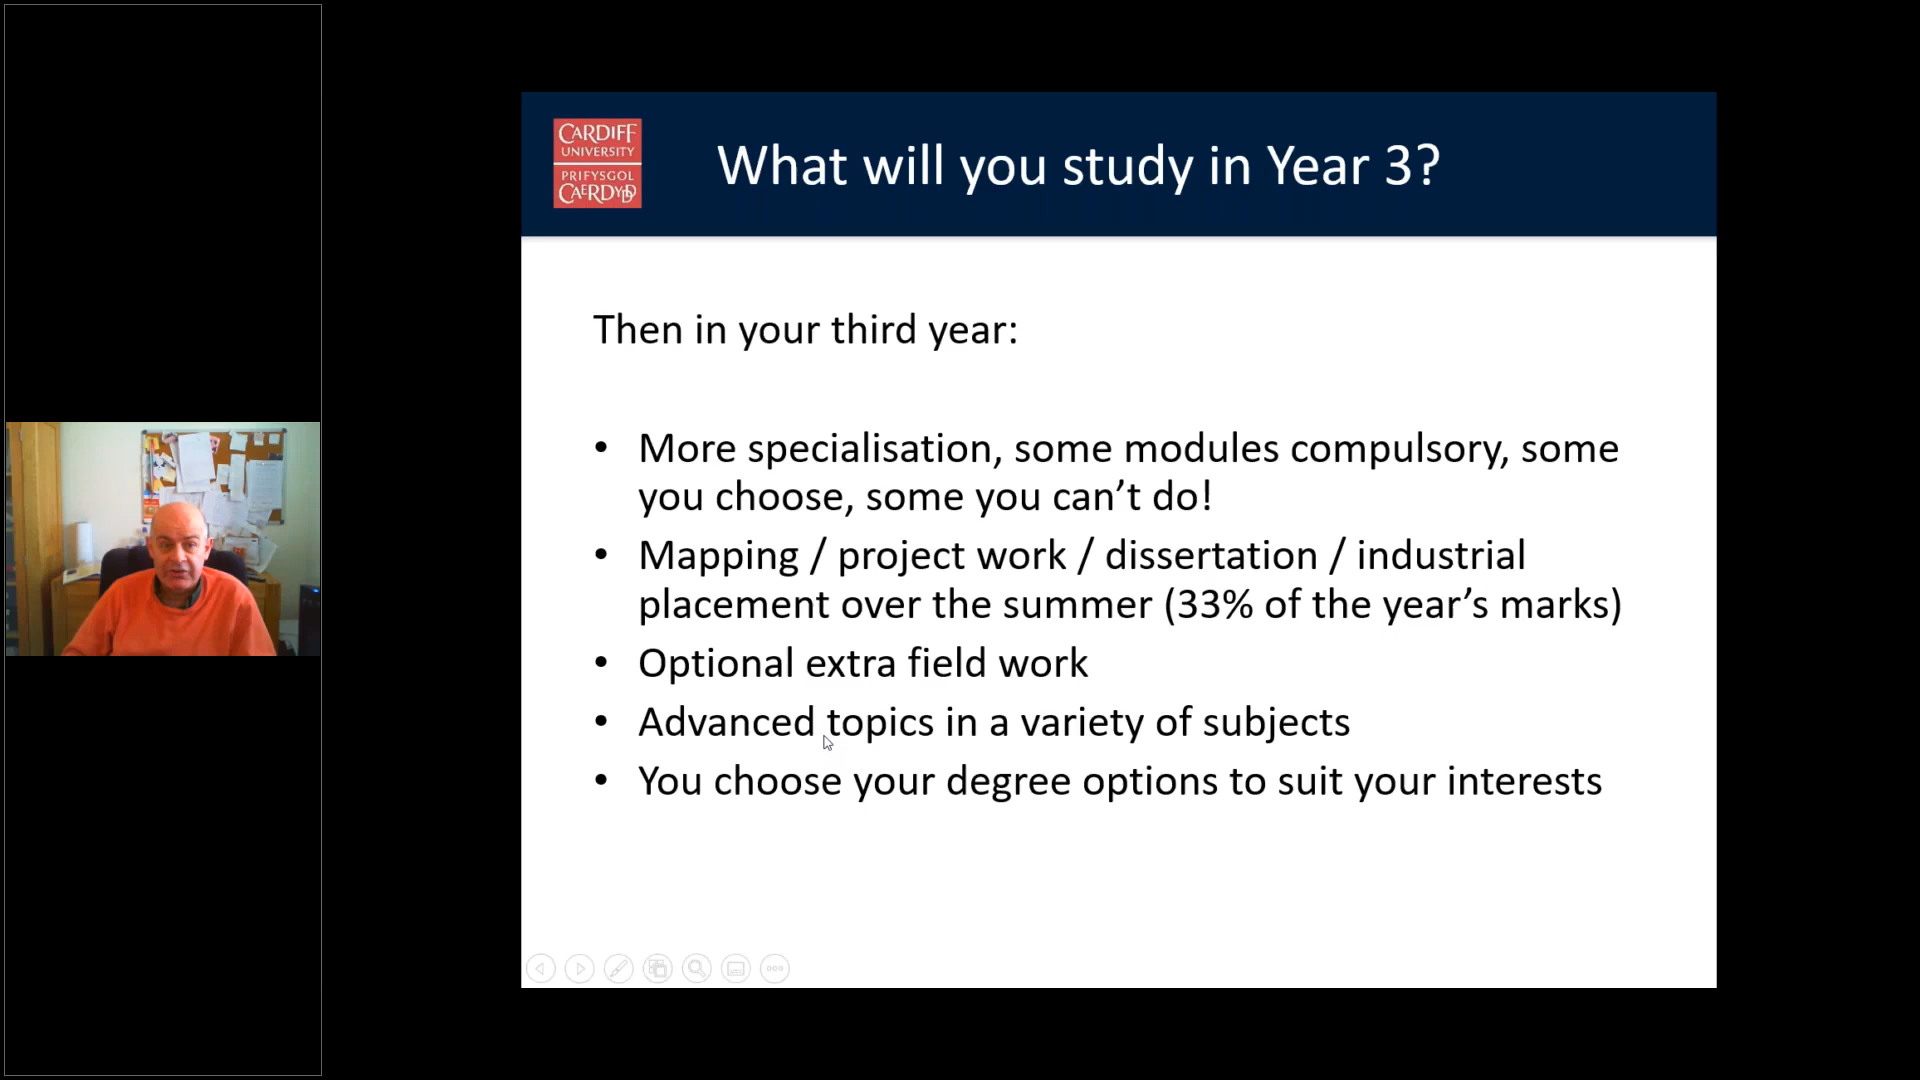 CARDIFF
UNIVERSITY
PRIFYSGOL
CAERDYDD
What will you study in Year 3?
Then in your third year:
• More specialisation, some modules compulsory, some
you choose, some you can’t do!
• Mapping / project work / dissertation / industrial
placement over the summer (33% of the year’s marks)
• Optional extra field work
• Advanced topics in a variety of subjects
• You choose your degree options to suit your interests